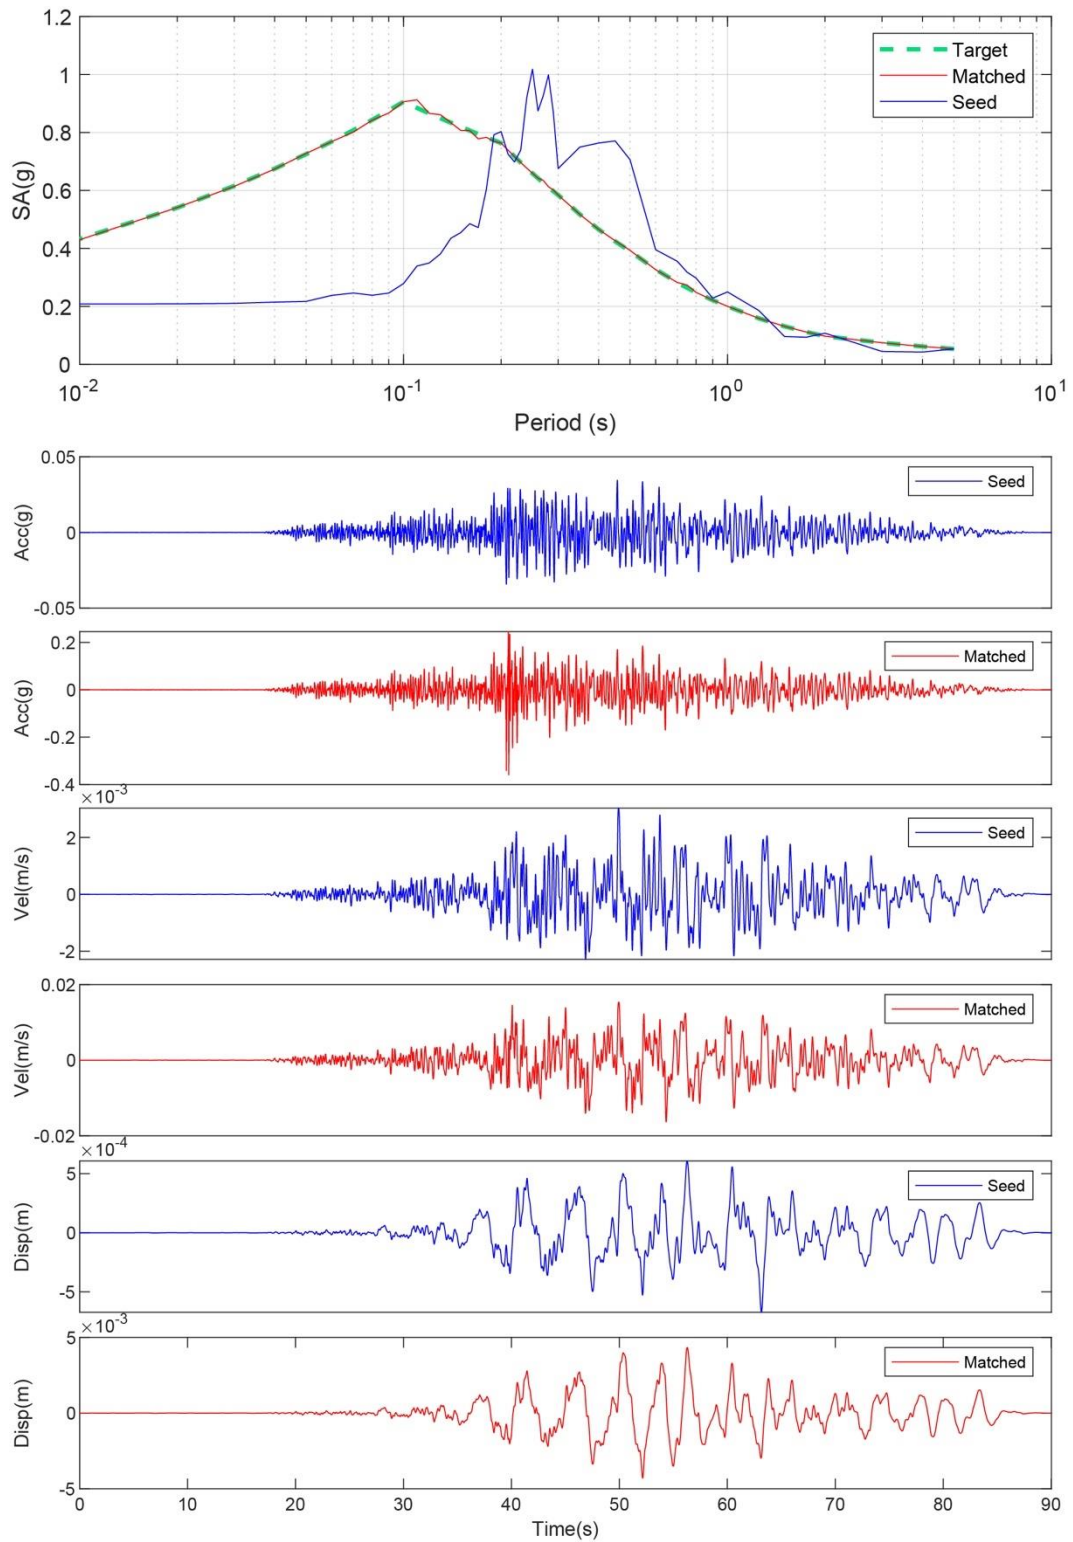 1.2
1
0.8
0.6
0.4
0.2
0
SA(g)
Target
Matched
Seed
10-2
10-1
100
101
Period (s)
0.05
0
-0.05
Acc(g)
Seed
0.2
0
-0.2
-0.4
Acc(g)
Matched
×10-3
2
0
-2
Vel(m/s)
Seed
0.02
0
-0.02
Vel(m/s)
Matched
×10-4
5
0
-5
Disp(m)
Seed
×10-3
5
0
-5
Disp(m)
Matched
0 10 20 30 40 50 60 70 80 90
Time(s)